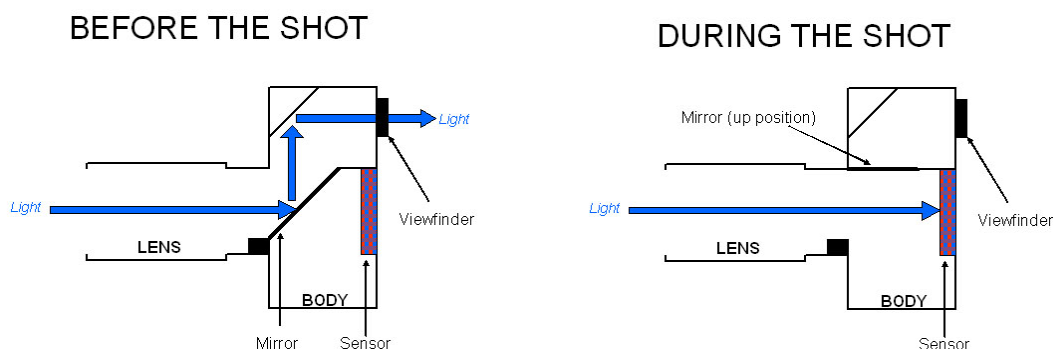 BEFORE THE SHOT
Light
Light
Viewfinder
LENS
BODY
Mirror
Sensor
DURING THE SHOT
Mirror (up position)
Light
Viewfinder
LENS
BODY
Sensor